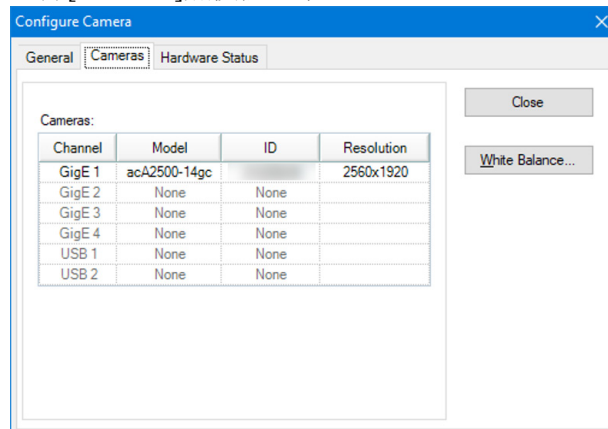 Configure Camera
General Cameras Hardware Status
Close
Cameras:
Channel Model ID Resolution
White Balance...
GigE 1 acA2500-14gc 2560x1920
GigE 2 None None
GigE 3 None None
GigE 4 None None
USB 1 None None
USB 2 None None